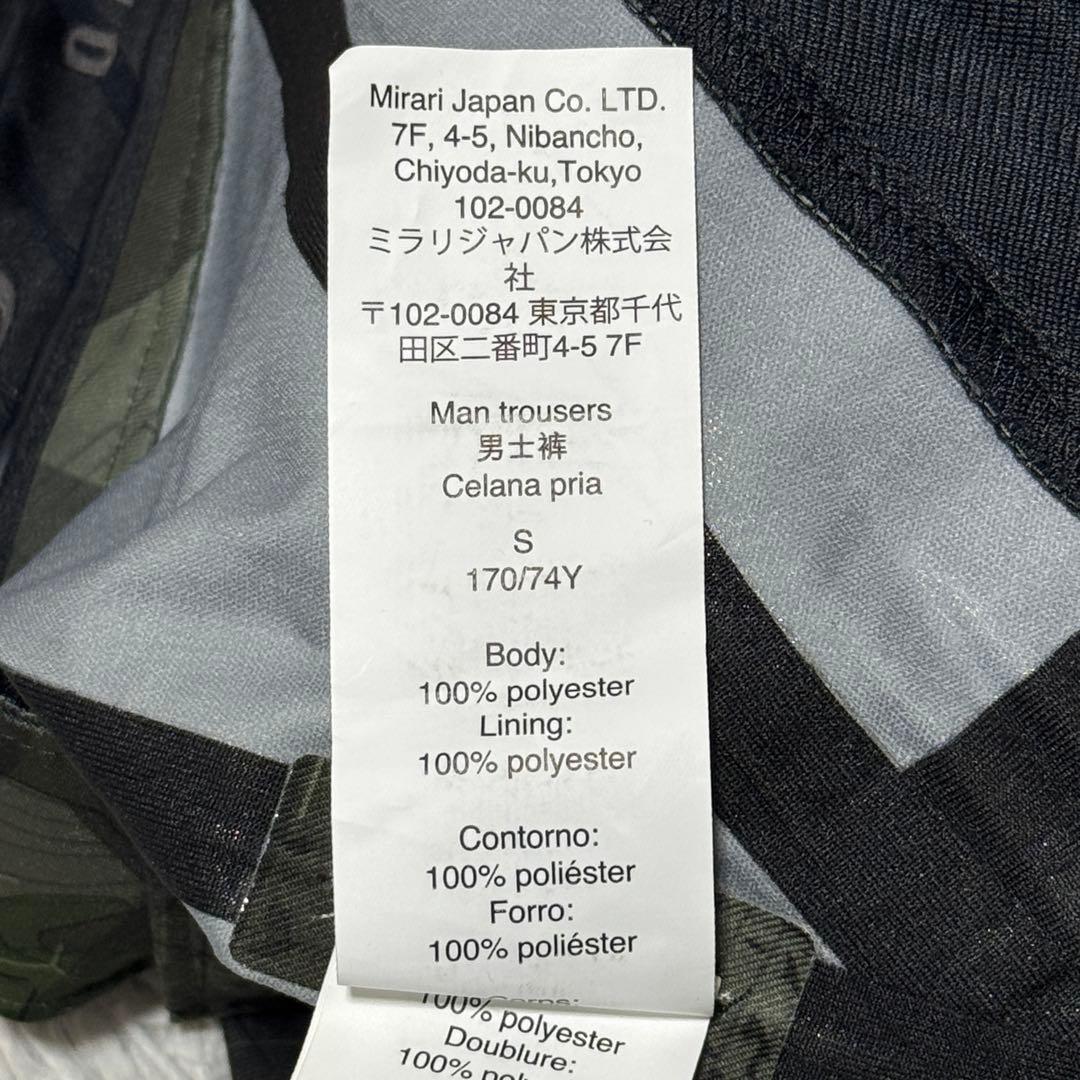 Mirari Japan Co. LTD.
7F, 4-5, Nibancho,
Chiyoda-ku,Tokyo
102-0084
ミラリジャパン株式会
社
〒102-0084 東京都千代
田区二番町4-5 7F
Man trousers
男士裤
Celana pria
S
170/74Y
Body:
100% polyester
Lining:
100% polyester
Contorno:
100% poliéster
Forro:
100% poliéster
100% polyester
Doublure:
100%